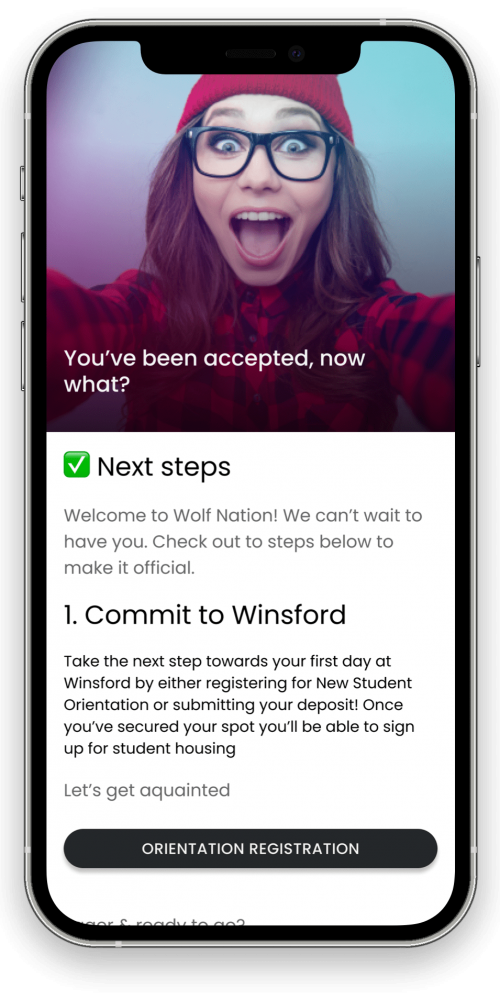 You've been accepted, now
what?
✅ Next steps
Welcome to Wolf Nation! We can't wait to
have you. Check out to steps below to
make it official.
1. Commit to Winsford
Take the next step towards your first day at
Winsford by either registering for New Student
Orientation or submitting your deposit! Once
you've secured your spot you'll be able to sign
up for student housing
Let's get aquainted
ORIENTATION REGISTRATION
& ready to go?